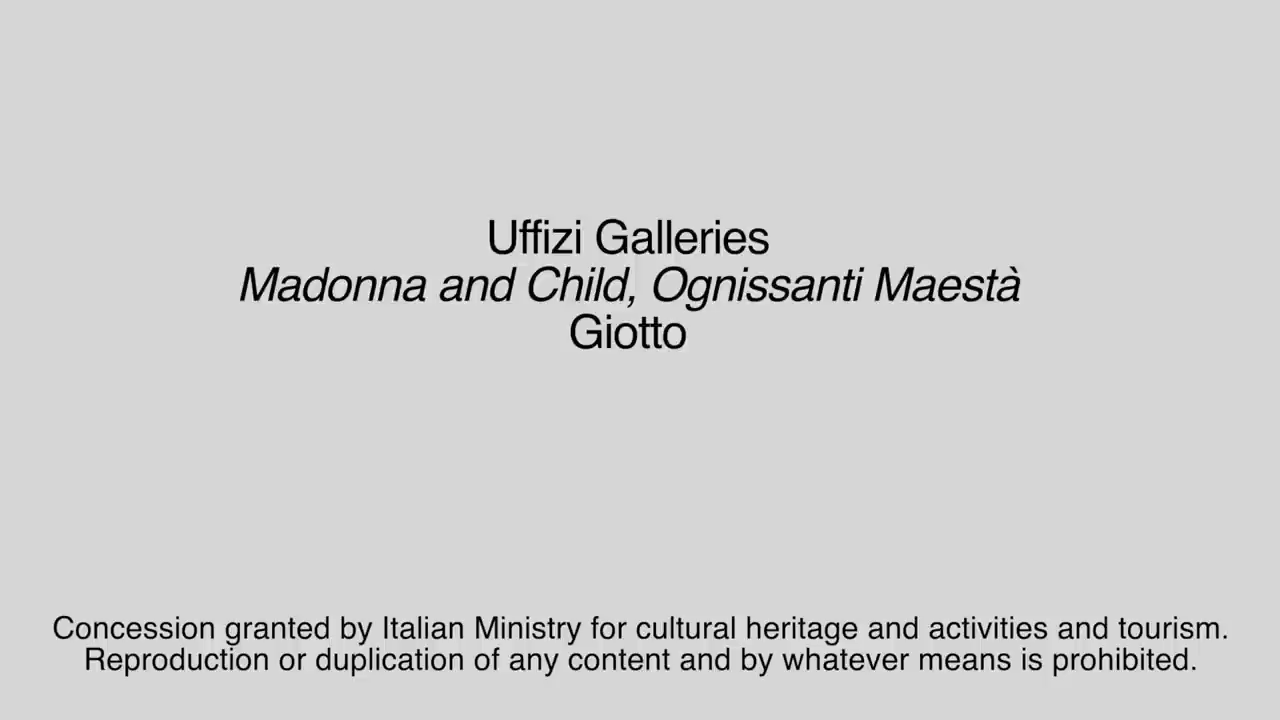 Uffizi Galleries
Madonna and Child, Ognissanti Maestà
Giotto
Concession granted by Italian Ministry for cultural heritage and activities and tourism.
Reproduction or duplication of any content and by whatever means is prohibited.